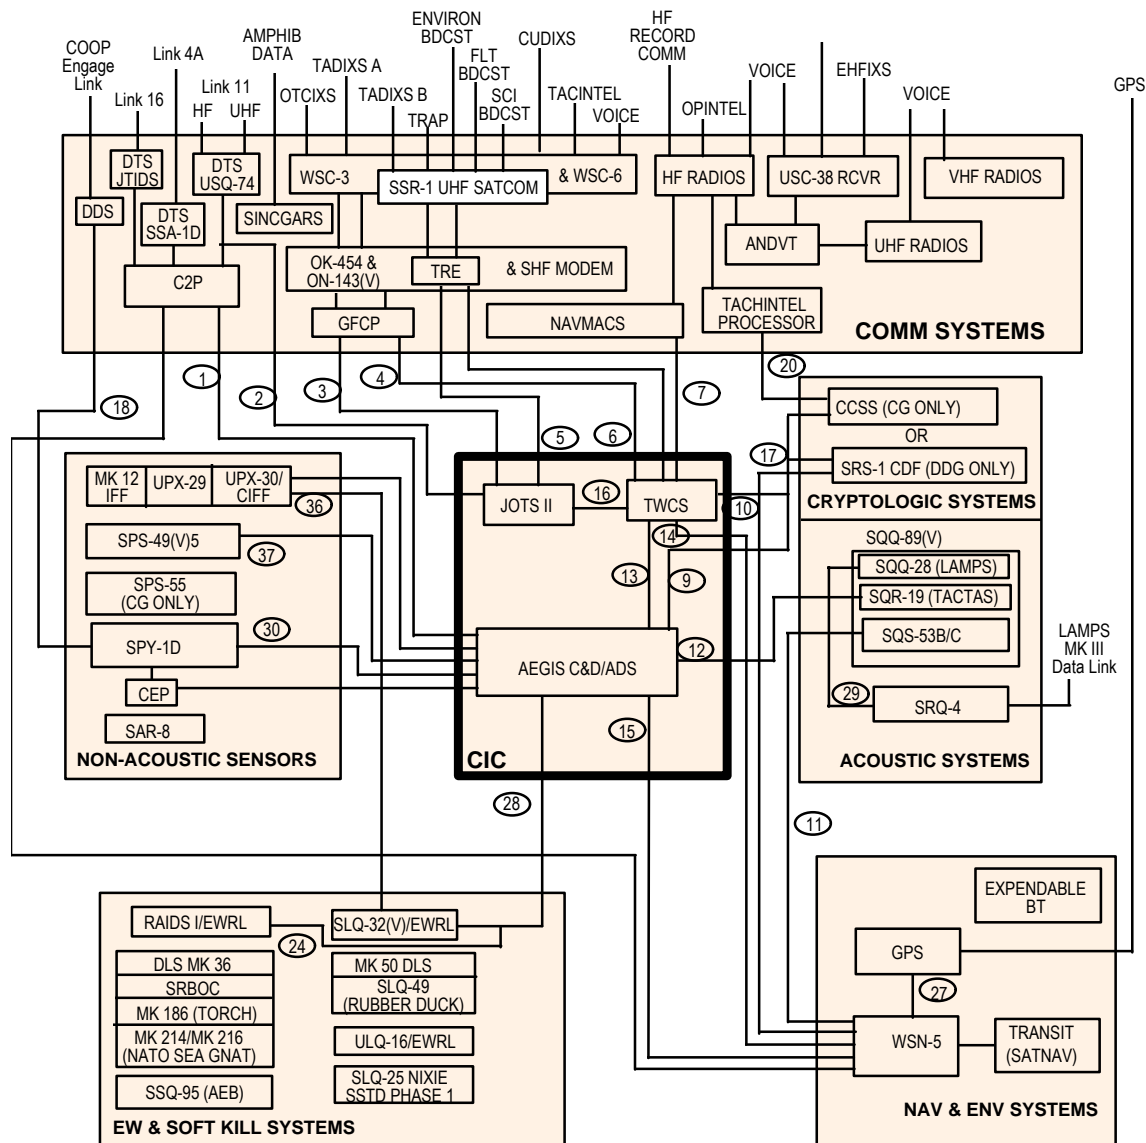 COOP
Engage
Link
Link 4A
Link 16
Link 11
HF
UHF
AMPHIB
DATA
OTCIXS
TADIXS A
TADIXS B
TRAP
ENVIRON
BDCST
FLT
BDCST
SCI
BDCST
CUDIXS
TACINTEL
VOICE
HF
RECORD
COMM
OPINTEL
VOICE
EHFIXS
VOICE
GPS
DTS
JTIDS
DTS
USQ-74
DDS
DTS
SSA-1D
SINCGARS
C2P
WSC-3
& WSC-6
SSR-1 UHF SATCOM
OK-454 &
ON-143(V)
TRE
& SHF MODEM
GFCP
NAVMACS
HF RADIOS
USC-38 RCVR
VHF RADIOS
ANDVT
UHF RADIOS
TACHINTEL
PROCESSOR
COMM SYSTEMS
1
2
3
4
5
6
7
20
18
17
CCSS (CG ONLY)
OR
SRS-1 CDF (DDG ONLY)
CRYPTOLOGIC SYSTEMS
MK 12
IFF
UPX-29
UPX-30/
CIFF
36
SPS-49(V)5
37
SPS-55
(CG ONLY)
SPY-1D
30
CEP
SAR-8
NON-ACOUSTIC SENSORS
JOTS II
16
TWCS
10
14
13
9
AEGIS C&D/ADS
12
15
CIC
SQQ-89(V)
SQQ-28 (LAMPS)
SQR-19 (TACTAS)
SQS-53B/C
29
SRQ-4
ACOUSTIC SYSTEMS
LAMPS
MK III
Data Link
28
11
RAIDS I/EWRL
24
SLQ-32(V)/EWRL
DLS MK 36
SRBOC
MK 186 (TORCH)
MK 214/MK 216
(NATO SEA GNAT)
SSQ-95 (AEB)
MK 50 DLS
SLQ-49
(RUBBER DUCK)
ULQ-16/EWRL
SLQ-25 NIXIE
SSTD PHASE 1
EW & SOFT KILL SYSTEMS
EXPENDABLE
BT
GPS
27
WSN-5
TRANSIT
(SATNAV)
NAV & ENV SYSTEMS